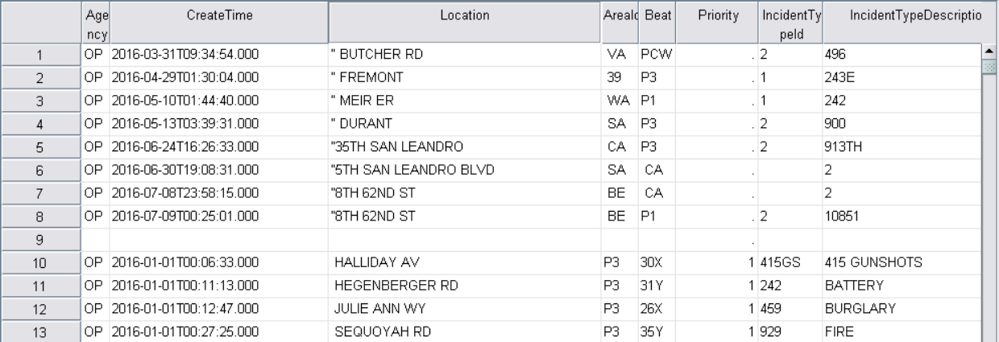 Age ncy CreateTime Location AreaId Beat Priority IncidentTy peId IncidentTypeDescriptio
1 OP 2016-03-31T09:34:54.000 " BUTCHER RD VA PCW . 2 496
2 OP 2016-04-29T01:30:04.000 " FREMONT 39 P3 . 1 243E
3 OP 2016-05-10T01:44:40.000 " MEIR ER WA P1 . 1 242
4 OP 2016-05-13T03:39:31.000 " DURANT SA P3 . 2 900
5 OP 2016-06-24T16:26:33.000 "35TH SAN LEANDRO CA P3 . 2 913TH
6 OP 2016-06-30T19:08:31.000 "5TH SAN LEANDRO BLVD SA CA . 2
7 OP 2016-07-08T23:58:15.000 "8TH 62ND ST BE CA . 2
8 OP 2016-07-09T00:25:01.000 "8TH 62ND ST BE P1 . 2 10851
9 .
10 OP 2016-01-01T00:06:33.000 HALLIDAY AV P3 30X 1 415GS 415 GUNSHOTS
11 OP 2016-01-01T00:11:13.000 HEGENBERGER RD P3 31Y 1 242 BATTERY
12 OP 2016-01-01T00:12:47.000 JULIE ANN WY P3 26X 1 459 BURGLARY
13 OP 2016-01-01T00:27:25.000 SEQUOYAH RD P3 35Y 1 929 FIRE